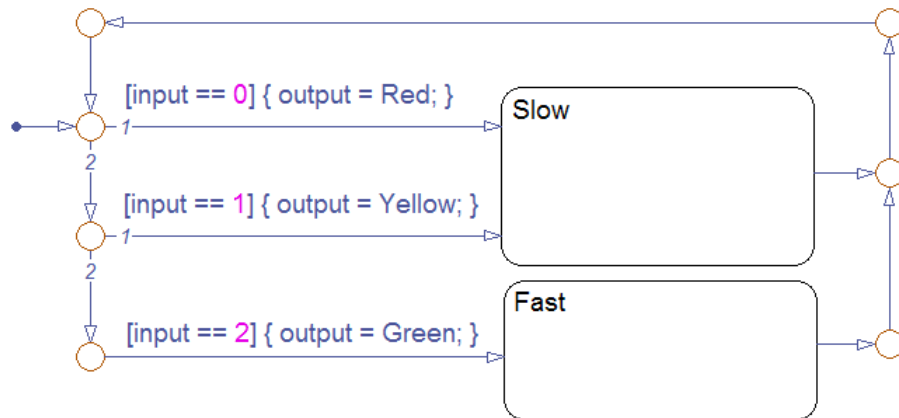 [input == 0] { output = Red; }
Slow
1
2
[input == 1] { output = Yellow; }
1
2
Fast
[input == 2] { output = Green; }